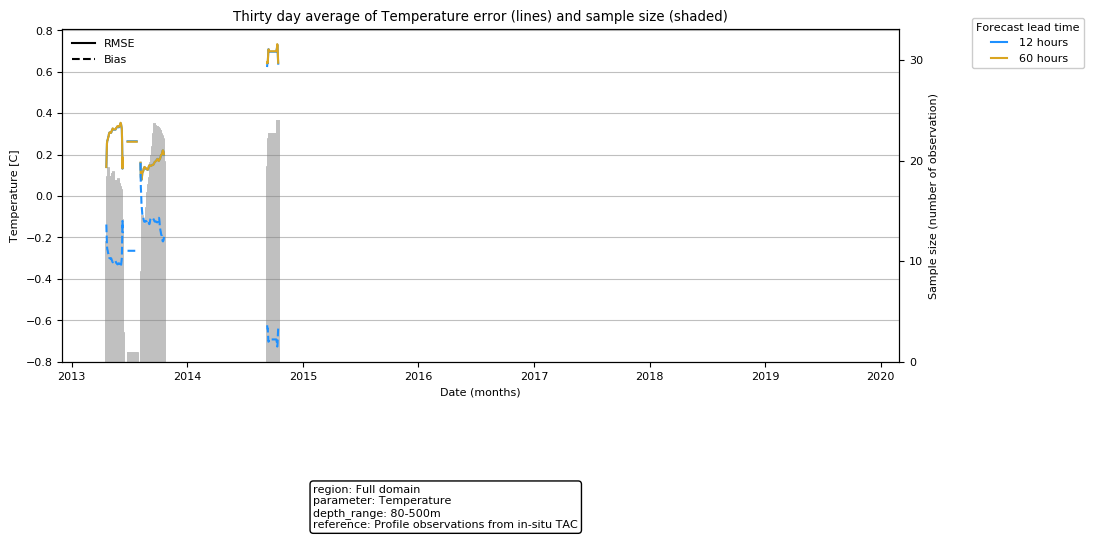 Thirty day average of Temperature error (lines) and sample size (shaded)
Forecast lead time
12 hours
60 hours
RMSE
Bias
0.8
0.6
0.4
0.2
0.0
−0.2
−0.4
−0.6
−0.8
Temperature [C]
30
20
10
0
Sample size (number of observation)
2013 2014 2015 2016 2017 2018 2019 2020
Date (months)
region: Full domain
parameter: Temperature
depth_range: 80-500m
reference: Profile observations from in-situ TAC